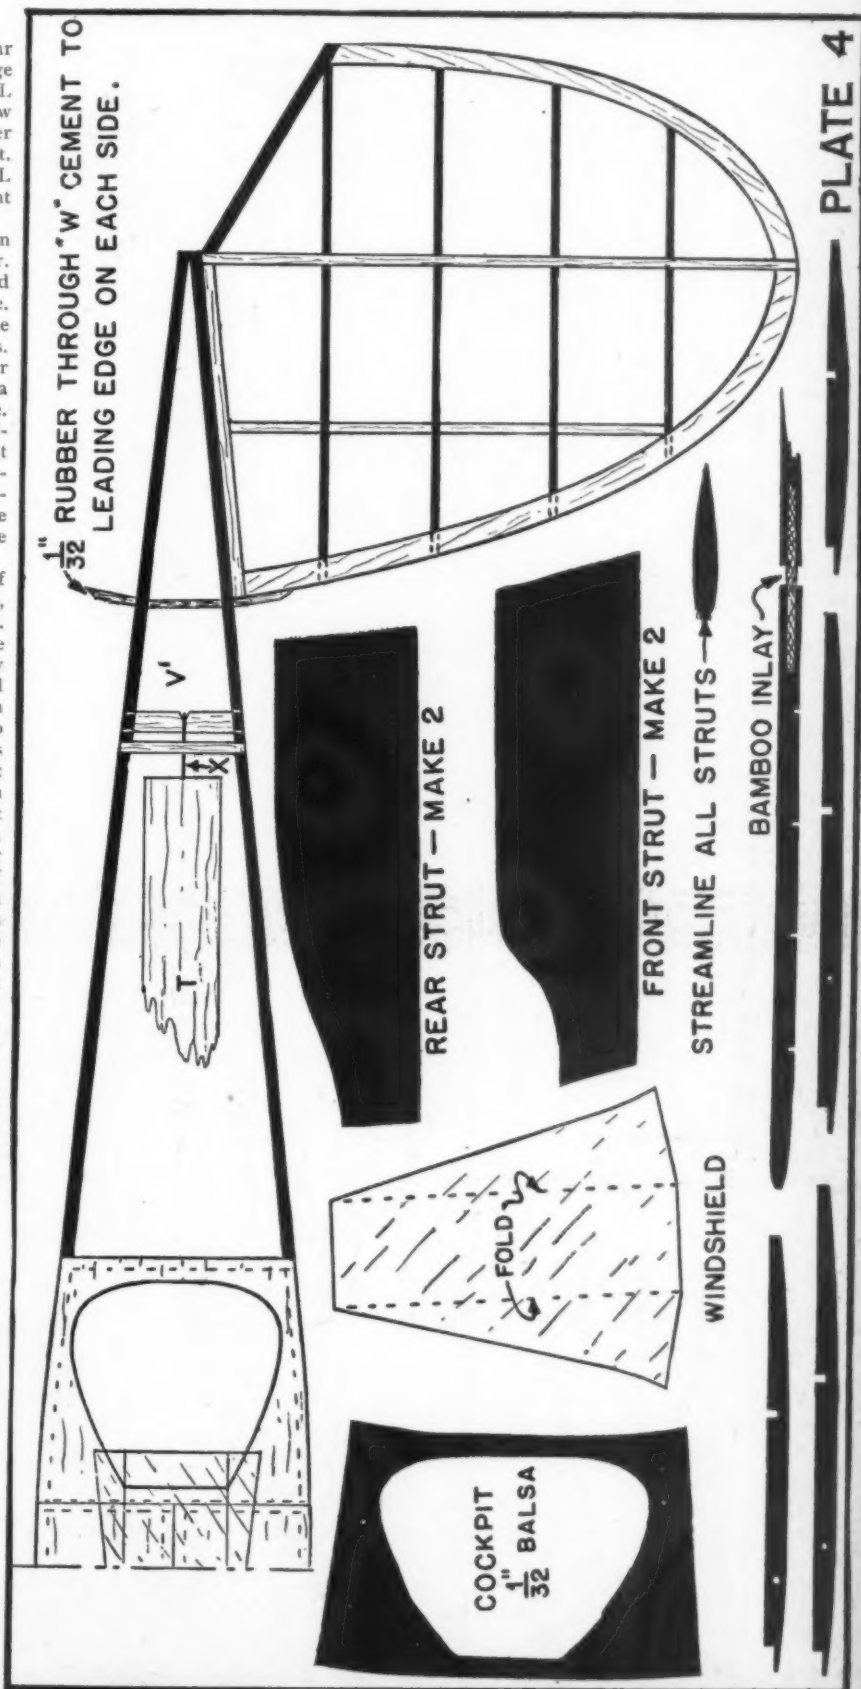 1/32" RUBBER THROUGH "W" CEMENT TO
LEADING EDGE ON EACH SIDE.
V'
X
T
REAR STRUT — MAKE 2
FRONT STRUT — MAKE 2
STREAMLINE ALL STRUTS
BAMBOO INLAY
FOLD
WINDSHIELD
COCKPIT
1/32" BALSA
PLATE 4